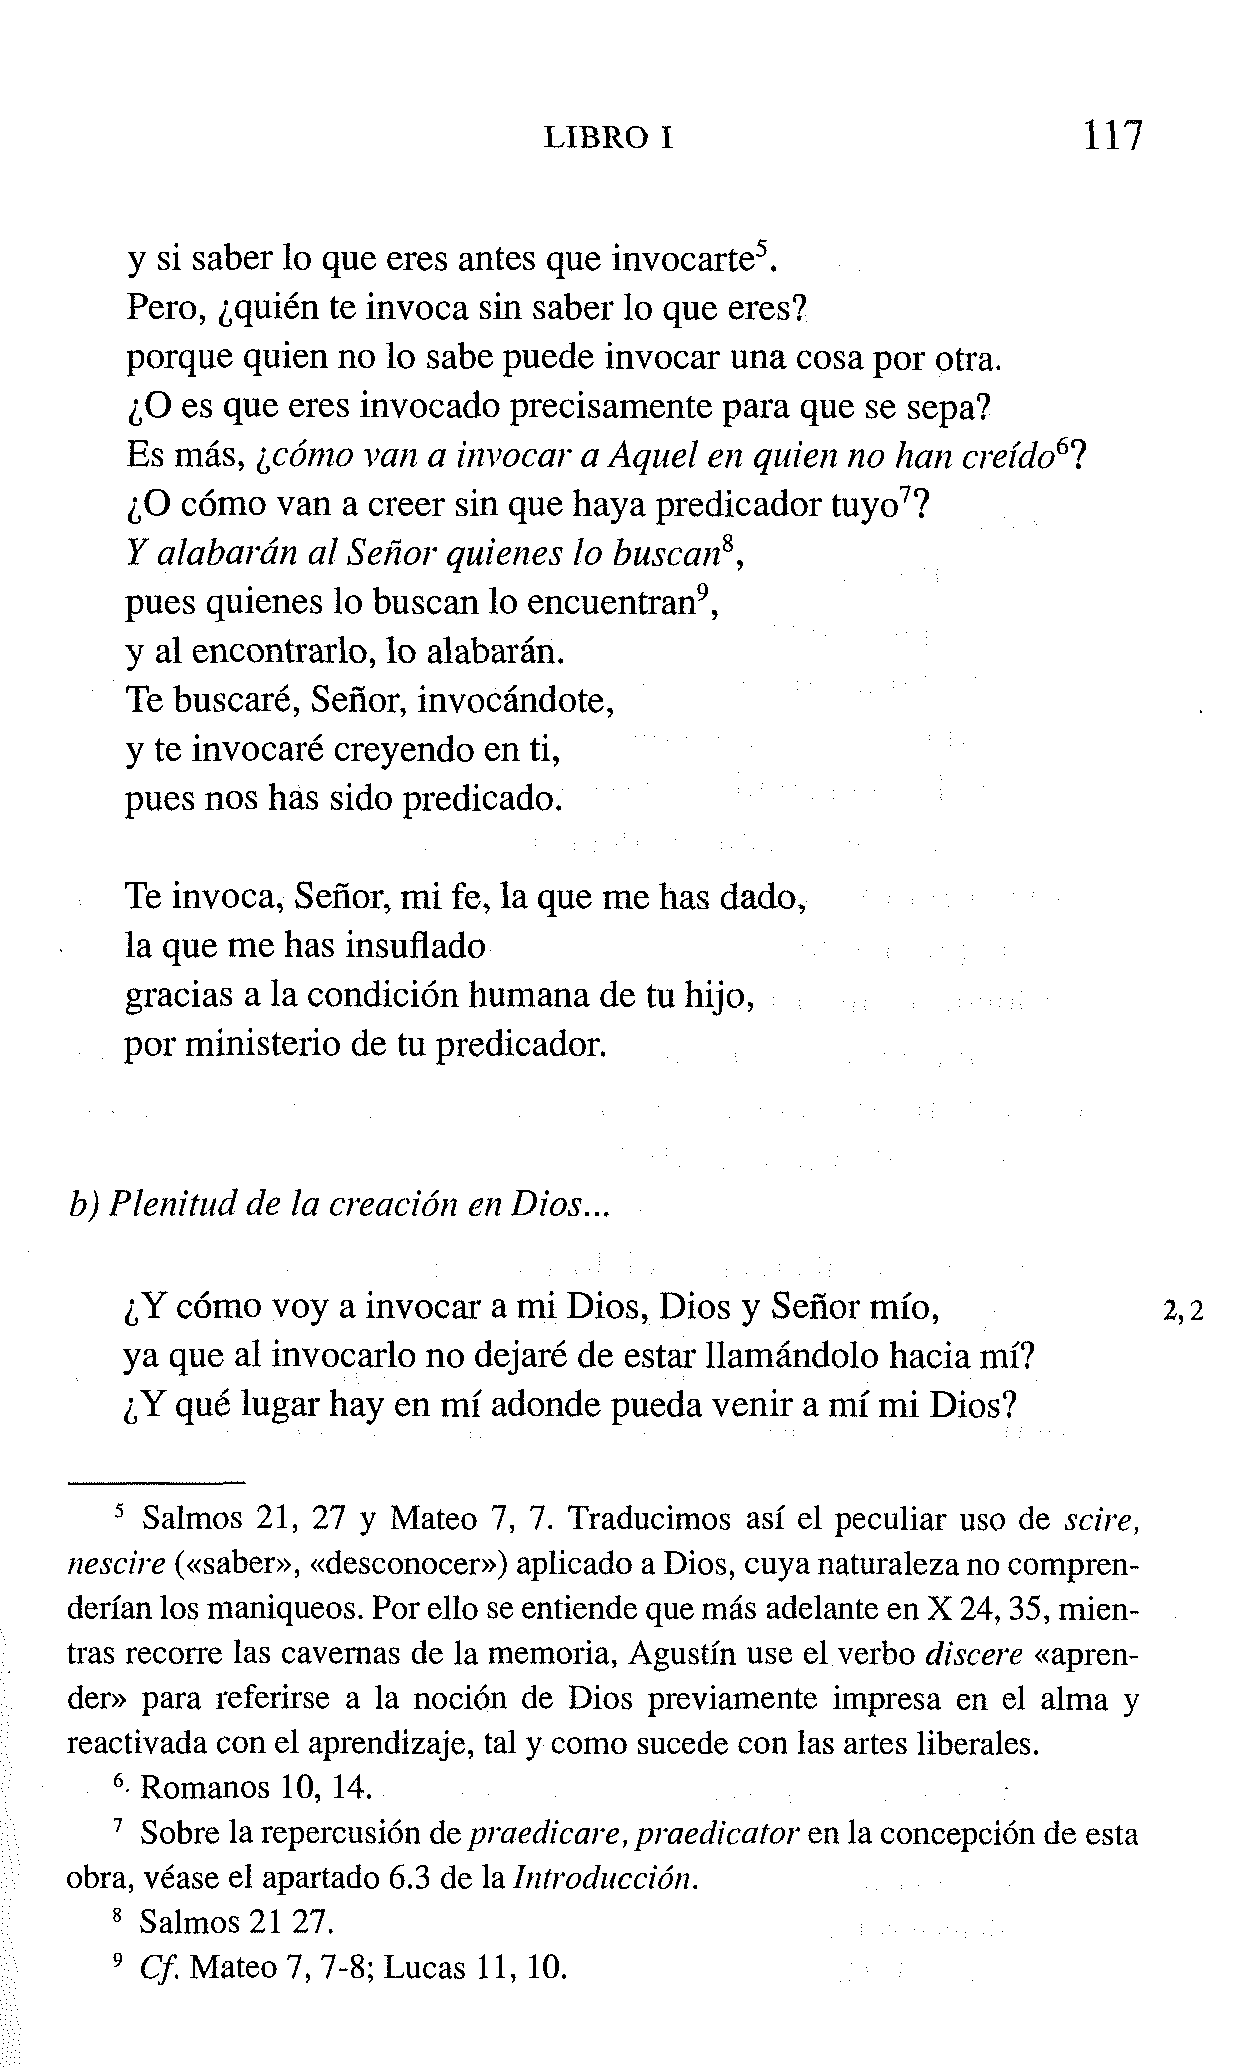 LIBRO I 117
y si saber lo que eres antes que invocarte⁵.
Pero, ¿quién te invoca sin saber lo que eres?
porque quien no lo sabe puede invocar una cosa por otra.
¿O es que eres invocado precisamente para que se sepa?
Es más, ¿cómo van a invocar a Aquel en quien no han creído⁶?
¿O cómo van a creer sin que haya predicador tuyo⁷?
Y alabarán al Señor quienes lo buscan⁸,
pues quienes lo buscan lo encuentran⁹,
y al encontrarlo, lo alabarán.
Te buscaré, Señor, invocándote,
y te invocaré creyendo en ti,
pues nos has sido predicado.
Te invoca, Señor, mi fe, la que me has dado,
la que me has insuflado
gracias a la condición humana de tu hijo,
por ministerio de tu predicador.
b) Plenitud de la creación en Dios...
¿Y cómo voy a invocar a mi Dios, Dios y Señor mío, 2, 2
ya que al invocarlo no dejaré de estar llamándolo hacia mí?
¿Y qué lugar hay en mí adonde pueda venir a mí mi Dios?
⁵ Salmos 21, 27 y Mateo 7, 7. Traducimos así el peculiar uso de scire,
nescire («saber», «desconocer») aplicado a Dios, cuya naturaleza no compren-
derían los maniqueos. Por ello se entiende que más adelante en X 24, 35, mien-
tras recorre las cavernas de la memoria, Agustín use el verbo discere «apren-
der» para referirse a la noción de Dios previamente impresa en el alma y
reactivada con el aprendizaje, tal y como sucede con las artes liberales.
⁶ Romanos 10, 14.
⁷ Sobre la repercusión de praedicare, praedicator en la concepción de esta
obra, véase el apartado 6.3 de la Introducción.
⁸ Salmos 21 27.
⁹ Cf. Mateo 7, 7-8; Lucas 11, 10.